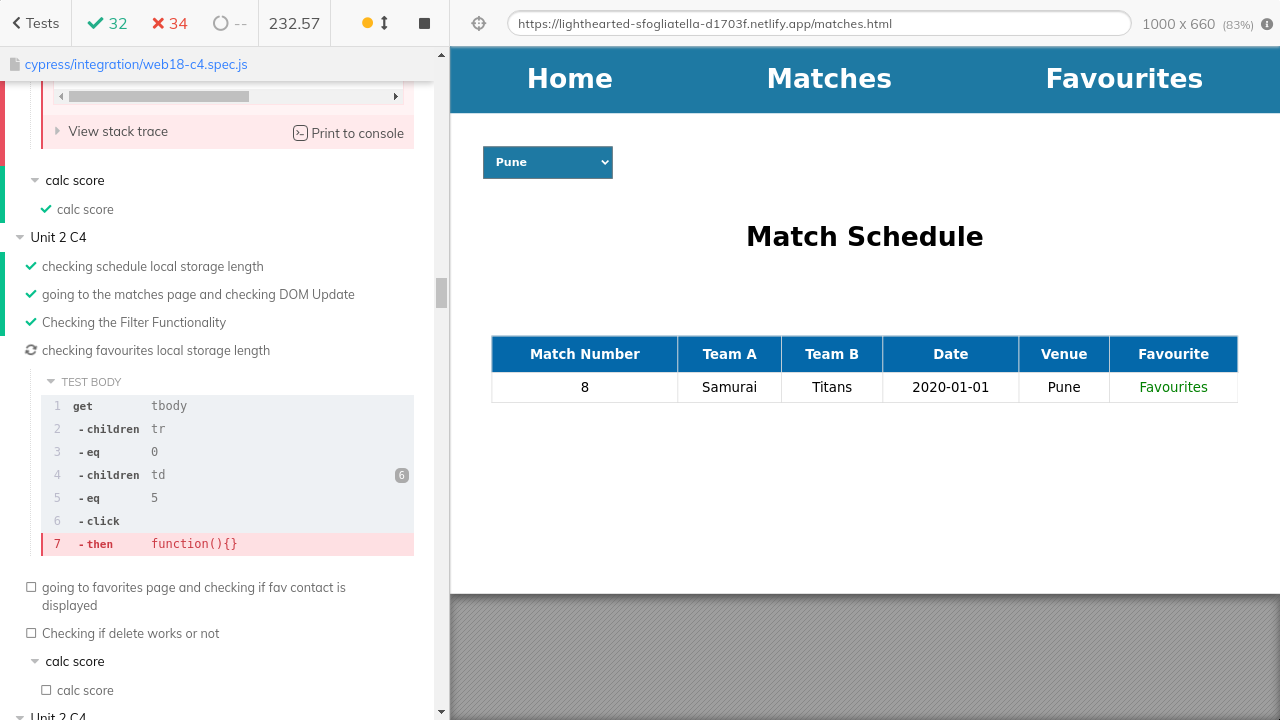 Tests
32
34
--
232.57
https://lighthearted-sfogliatella-d1703f.netlify.app/matches.html
1000 x 660 (83%)
cypress/integration/web18-c4.spec.js
View stack trace
Print to console
calc score
calc score
Unit 2 C4
checking schedule local storage length
going to the matches page and checking DOM Update
Checking the Filter Functionality
checking favourites local storage length
TEST BODY
1 get tbody
2 -children tr
3 -eq 0
4 -children td 6
5 -eq 5
6 -click
7 -then function(){}
going to favorites page and checking if fav contact is
displayed
Checking if delete works or not
calc score
calc score
Unit 2 C4
Home Matches Favourites
Pune
Match Schedule
Match Number Team A Team B Date Venue Favourite
8 Samurai Titans 2020-01-01 Pune Favourites